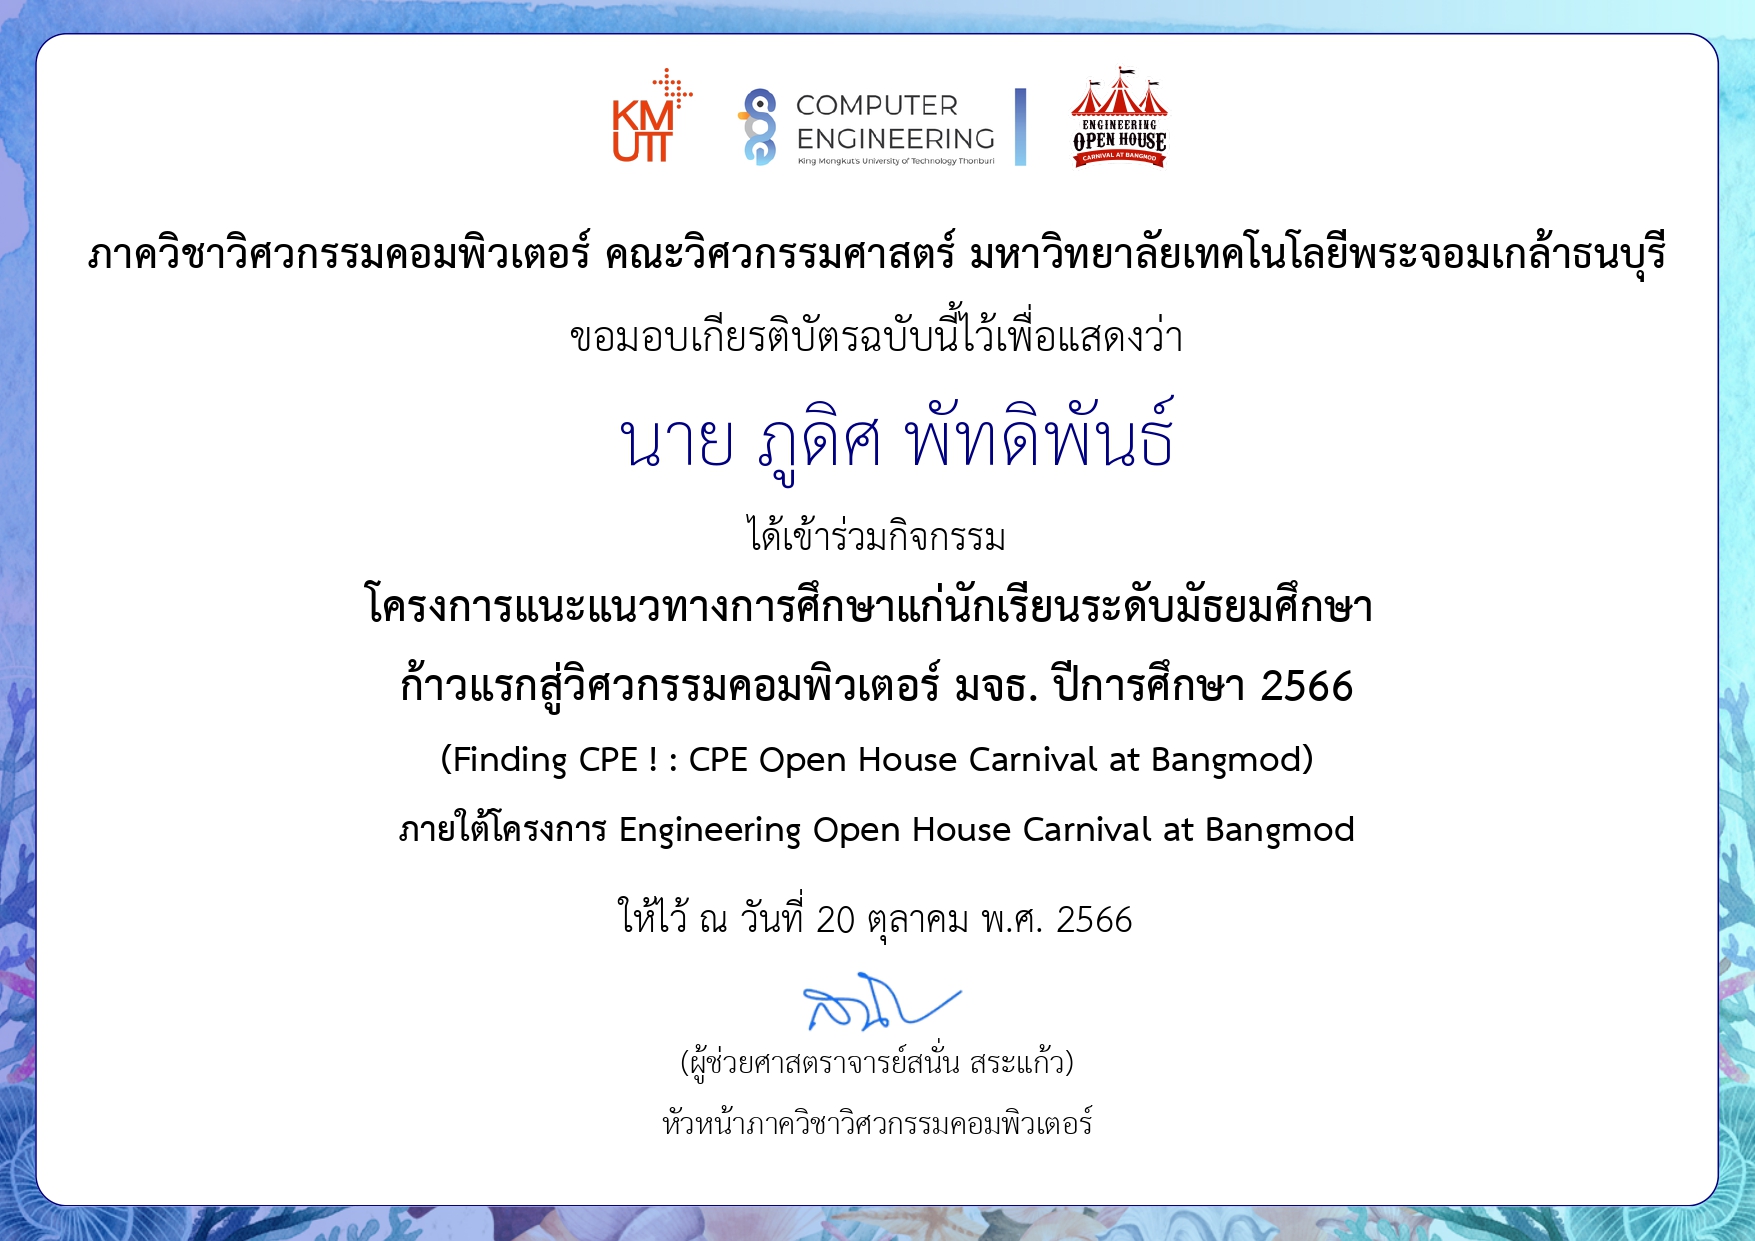 KM
UTT
COMPUTER
ENGINEERING
King Mongkut's University of Technology Thonburi
ENGINEERING
OPEN HOUSE
CARNIVAL AT BANGMOD
ภาควิชาวิศวกรรมคอมพิวเตอร์ คณะวิศวกรรมศาสตร์ มหาวิทยาลัยเทคโนโลยีพระจอมเกล้าธนบุรี
ขอมอบเกียรติบัตรฉบับนี้ไว้เพื่อแสดงว่า
นาย ภูดิศ พัทดิพันธ์
ได้เข้าร่วมกิจกรรม
โครงการแนะแนวทางการศึกษาแก่นักเรียนระดับมัธยมศึกษา
ก้าวแรกสู่วิศวกรรมคอมพิวเตอร์ มจธ. ปีการศึกษา 2566
(Finding CPE ! : CPE Open House Carnival at Bangmod)
ภายใต้โครงการ Engineering Open House Carnival at Bangmod
ให้ไว้ ณ วันที่ 20 ตุลาคม พ.ศ. 2566
(ผู้ช่วยศาสตราจารย์สนั่น สระแก้ว)
หัวหน้าภาควิชาวิศวกรรมคอมพิวเตอร์